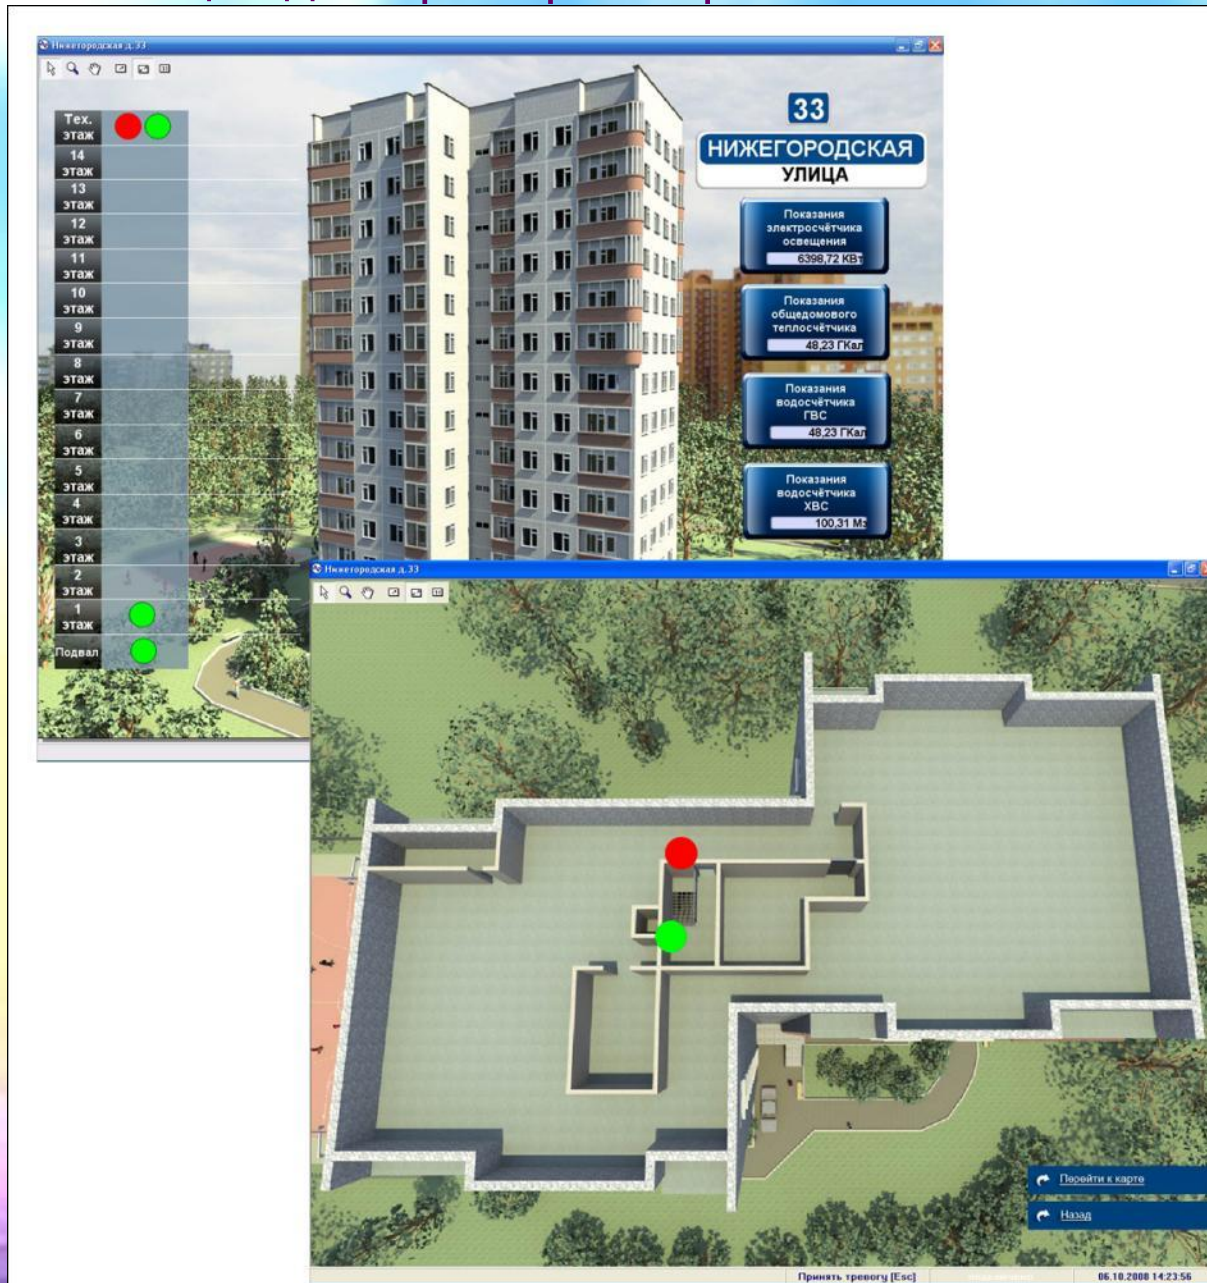 Нижегородская д.33
Тех.
этаж
14
этаж
13
этаж
12
этаж
11
этаж
10
этаж
9
этаж
8
этаж
7
этаж
6
этаж
5
этаж
4
этаж
3
этаж
2
этаж
1
этаж
Подвал
33
НИЖЕГОРОДСКАЯ
УЛИЦА
Показания
электросчётчика
освещения
6398,72 КВт
Показания
общедомового
теплосчётчика
48,23 ГКал
Показания
водосчётчика
ГВС
48,23 ГКал
Показания
водосчётчика
ХВС
100,31 М3
Нижегородская д.33
Перейти к карте
Назад
Принять тревогу [Esc]
06.10.2008 14:23:56